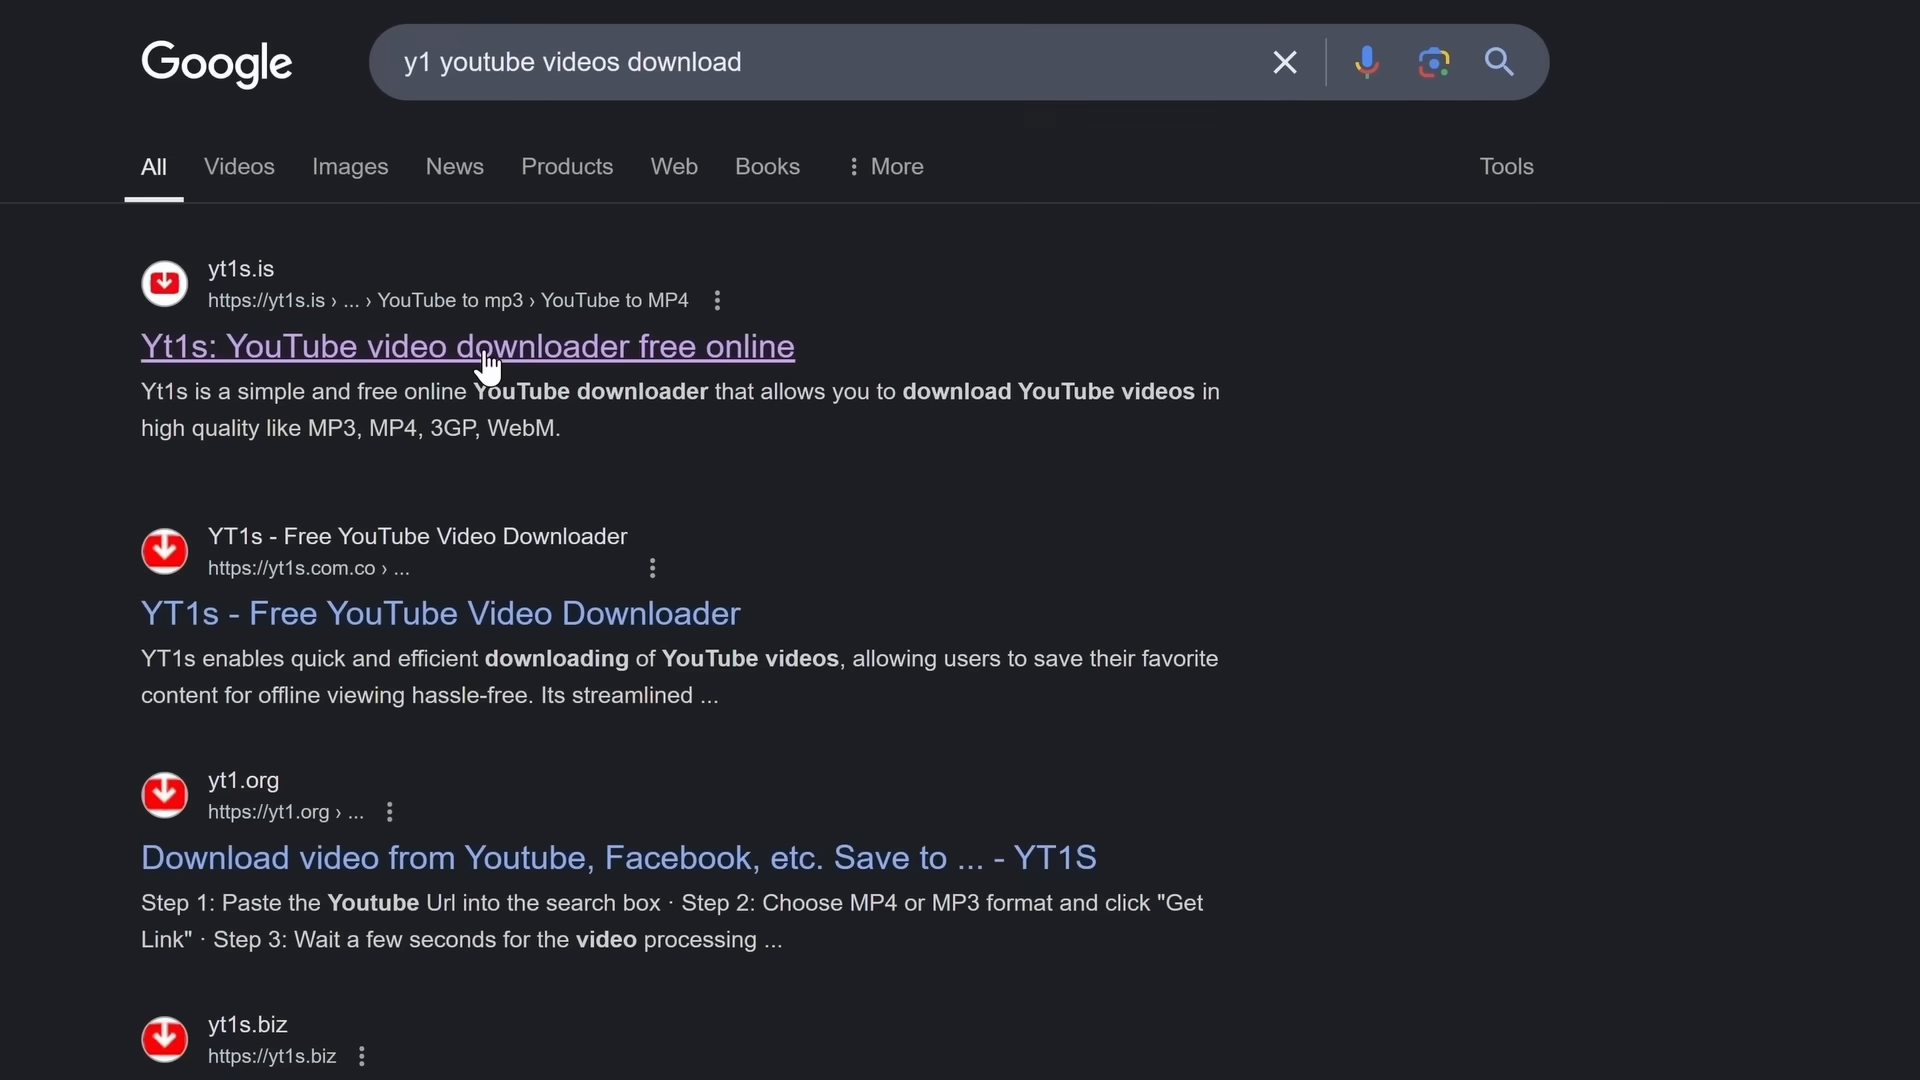 Google
y1 youtube videos download
All Videos Images News Products Web Books More Tools
yt1s.is
https://yt1s.is › ... › YouTube to mp3 › YouTube to MP4
Yt1s: YouTube video downloader free online
Yt1s is a simple and free online YouTube downloader that allows you to download YouTube videos in
high quality like MP3, MP4, 3GP, WebM.
YT1s - Free YouTube Video Downloader
https://yt1s.com.co › ...
YT1s - Free YouTube Video Downloader
YT1s enables quick and efficient downloading of YouTube videos, allowing users to save their favorite
content for offline viewing hassle-free. Its streamlined ...
yt1.org
https://yt1.org › ...
Download video from Youtube, Facebook, etc. Save to ... - YT1S
Step 1: Paste the Youtube Url into the search box · Step 2: Choose MP4 or MP3 format and click "Get
Link" · Step 3: Wait a few seconds for the video processing ...
yt1s.biz
https://yt1s.biz